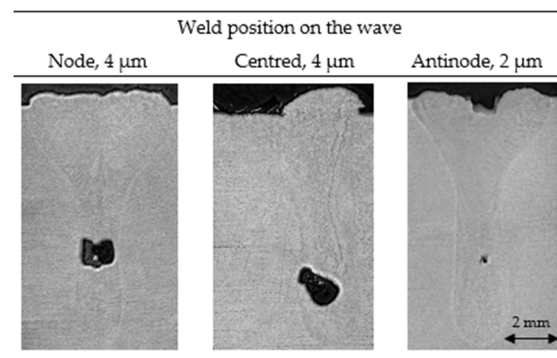 Weld position on the wave
Node, 4 μm Centred, 4 μm Antinode, 2 μm
2 mm